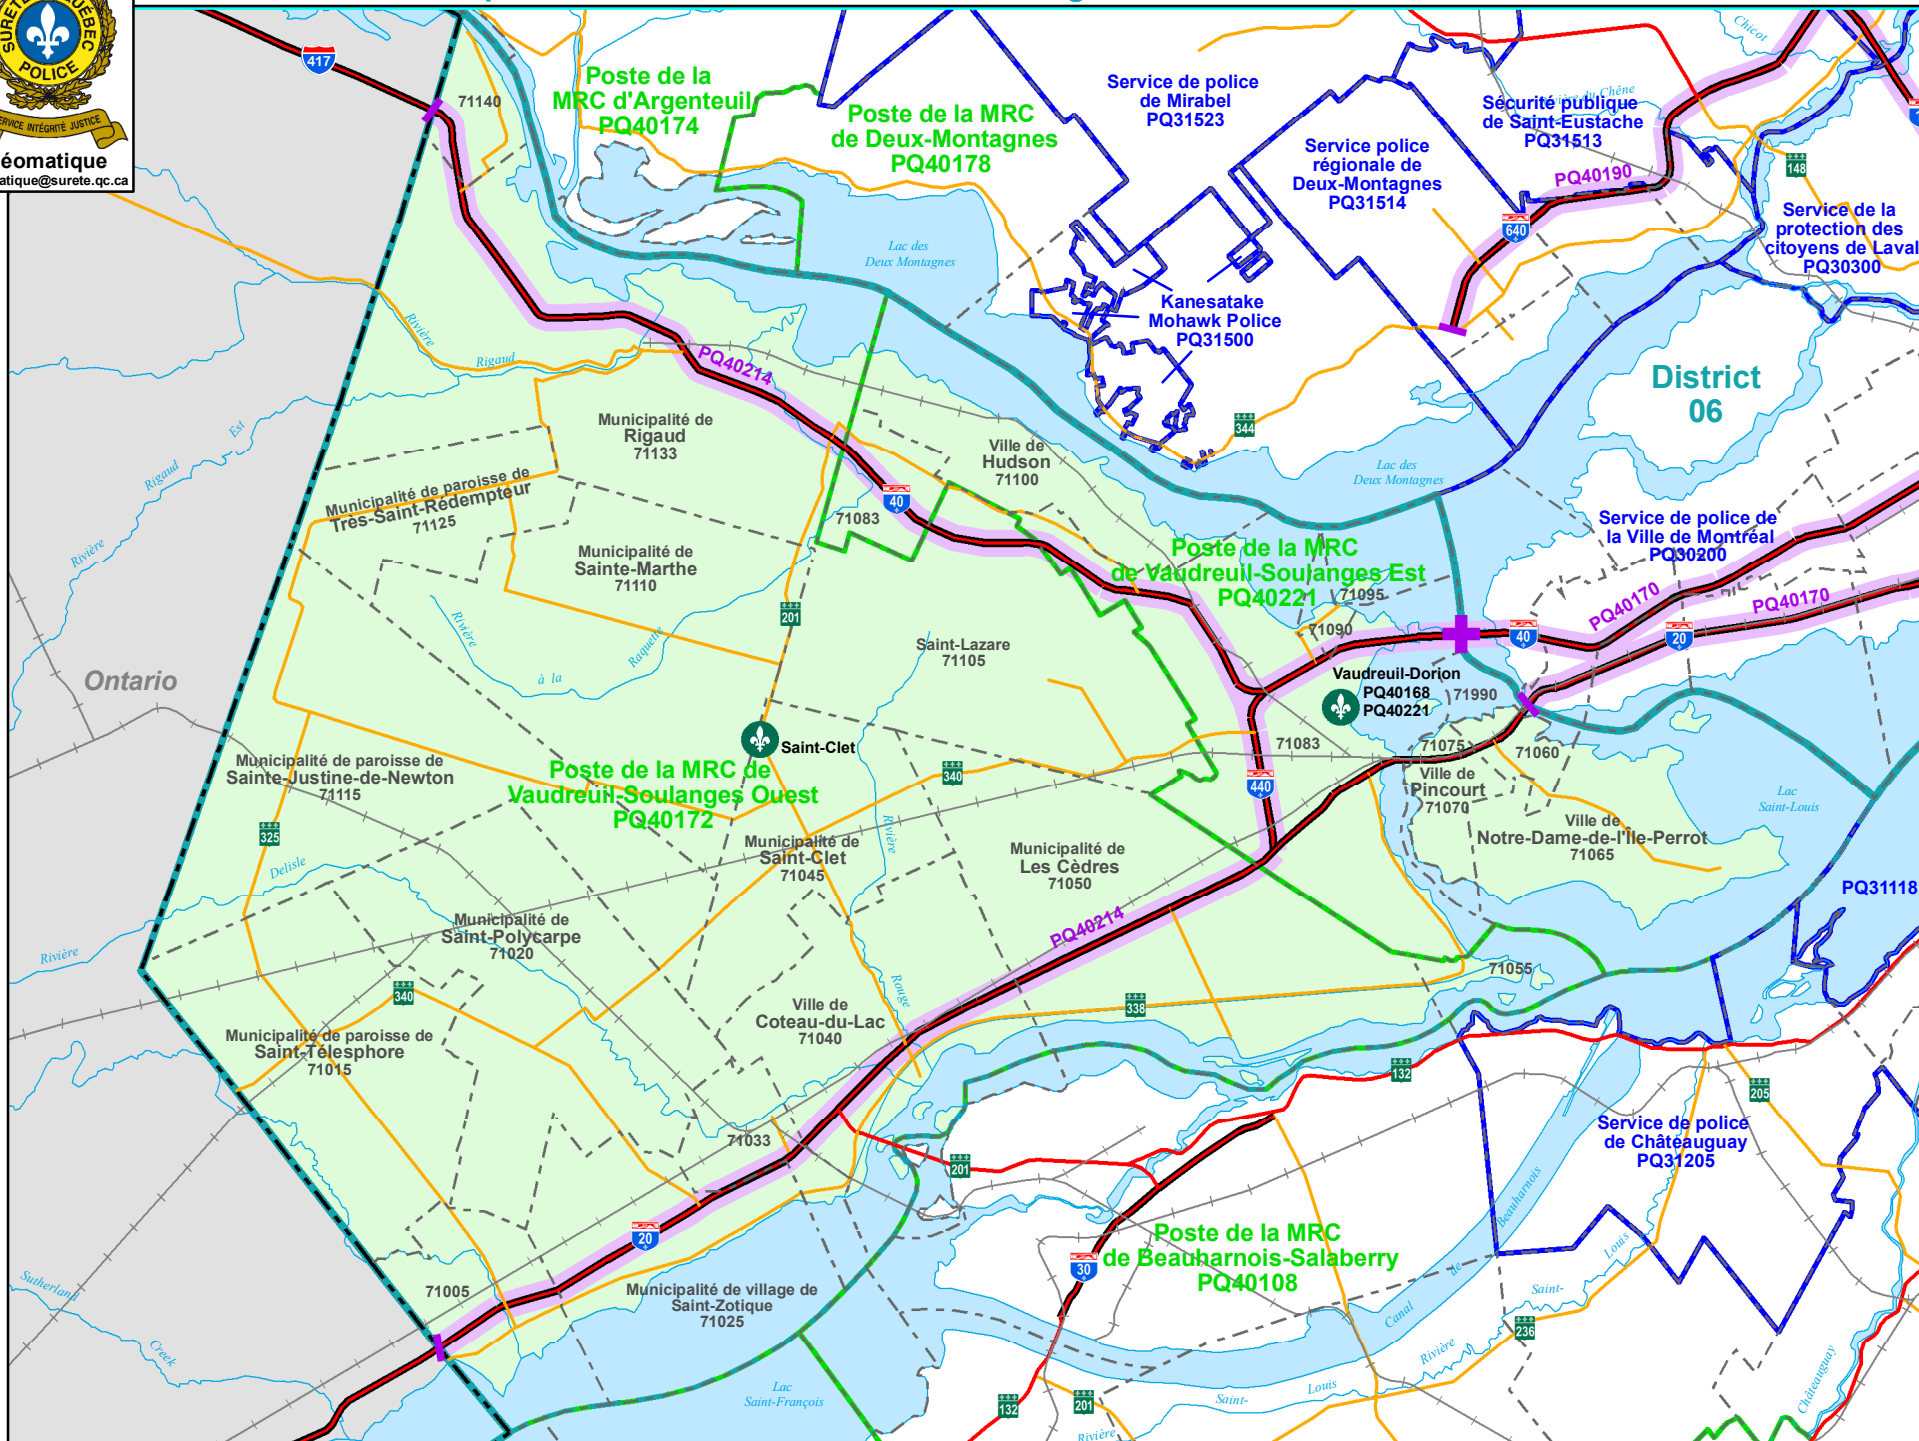 SÛRETÉ DU QUÉBEC
POLICE
SERVICE INTÉGRITÉ JUSTICE
éomatique
atique@surete.qc.ca
417
71140
Poste de la
MRC d'Argenteuil
PQ40174
Poste de la MRC
de Deux-Montagnes
PQ40178
Service de police
de Mirabel
PQ31523
Service police
régionale de
Deux-Montagnes
PQ31514
Sécurité publique
de Saint-Eustache
PQ31513
Chicot
Rivière du Chêne
PQ40190
148
640
Service de la
protection des
citoyens de Laval
PQ30300
Lac des
Deux Montagnes
Kanesatake
Mohawk Police
PQ31500
District
06
344
Lac des
Deux Montagnes
Rivière
Rigaud
PQ40214
Rigaud
Est
Rivière
Municipalité de
Rigaud
71133
Municipalité de paroisse de
Très-Saint-Rédempteur
71125
Municipalité de
Sainte-Marthe
71110
Ville de
Hudson
71100
40
71083
Service de police de
la Ville de Montréal
PQ30200
Poste de la MRC
de Vaudreuil-Soulanges Est
PQ40221
71095
71090
PQ40170
PQ40170
40
20
201
Rivière
à la
Raquette
Saint-Lazare
71105
Ontario
Vaudreuil-Dorion
PQ40168
PQ40221
71990
Saint-Clet
71083
71075
71060
Municipalité de paroisse de
Sainte-Justine-de-Newton
71115
Poste de la MRC de
Vaudreuil-Soulanges Ouest
PQ40172
340
440
Ville de
Pincourt
71070
Lac
Saint-Louis
Ville de
Notre-Dame-de-l'Île-Perrot
71065
325
Delisle
Rivière
Municipalité de
Saint-Clet
71045
Rivière
Rouge
Municipalité de
Les Cèdres
71050
PQ31118
Municipalité de
Saint-Polycarpe
71020
PQ40214
71055
340
338
Ville de
Coteau-du-Lac
71040
Municipalité de paroisse de
Saint-Télesphore
71015
132
205
71033
201
Service de police
de Châteauguay
PQ31205
20
Poste de la MRC
de Beauharnois-Salaberry
PQ40108
30
Canal
de
Beauharnois
Sutherland
Creek
71005
Municipalité de village de
Saint-Zotique
71025
Rivière
Saint-
Louis
236
Lac
Saint-François
132
201
Saint-
Louis
Rivière
Châteauguay